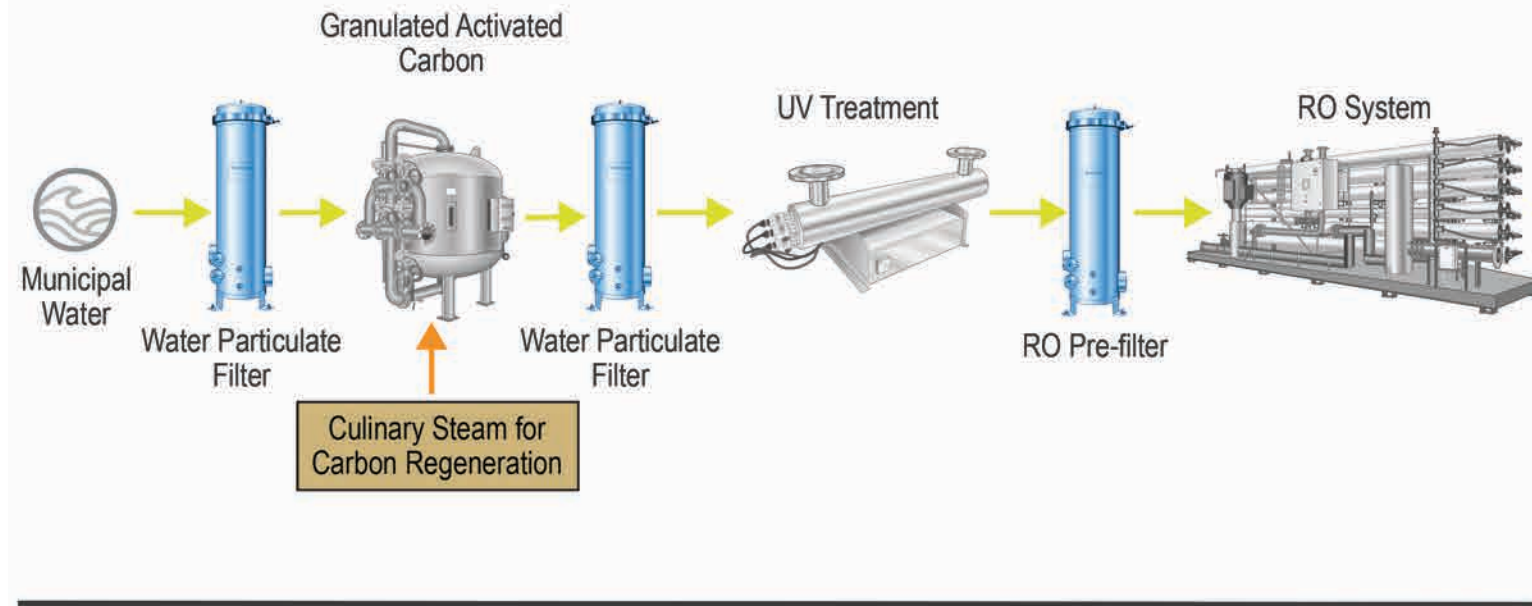 Granulated Activated
Carbon
UV Treatment
RO System
Municipal
Water
Water Particulate
Filter
Water Particulate
Filter
RO Pre-filter
Culinary Steam for
Carbon Regeneration